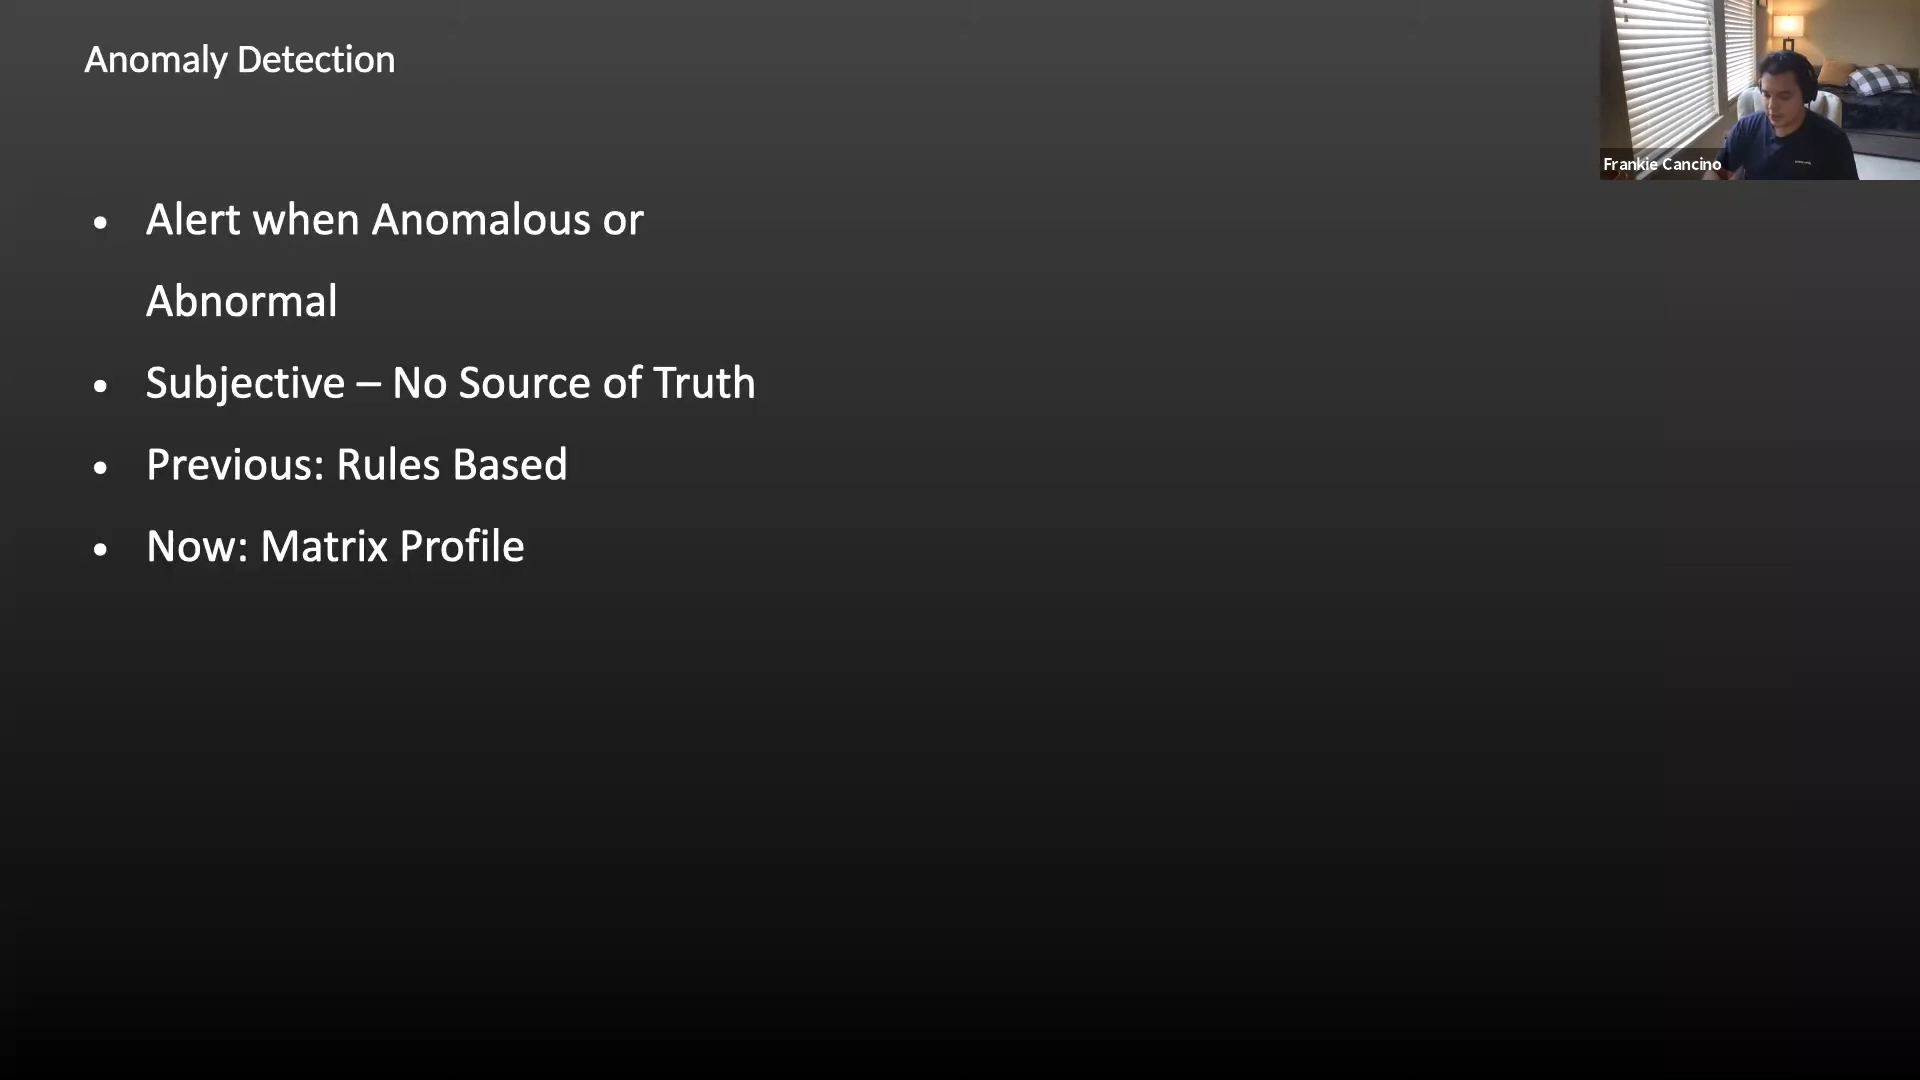 Anomaly Detection
Frankie Cancino
• Alert when Anomalous or
Abnormal
• Subjective – No Source of Truth
• Previous: Rules Based
• Now: Matrix Profile